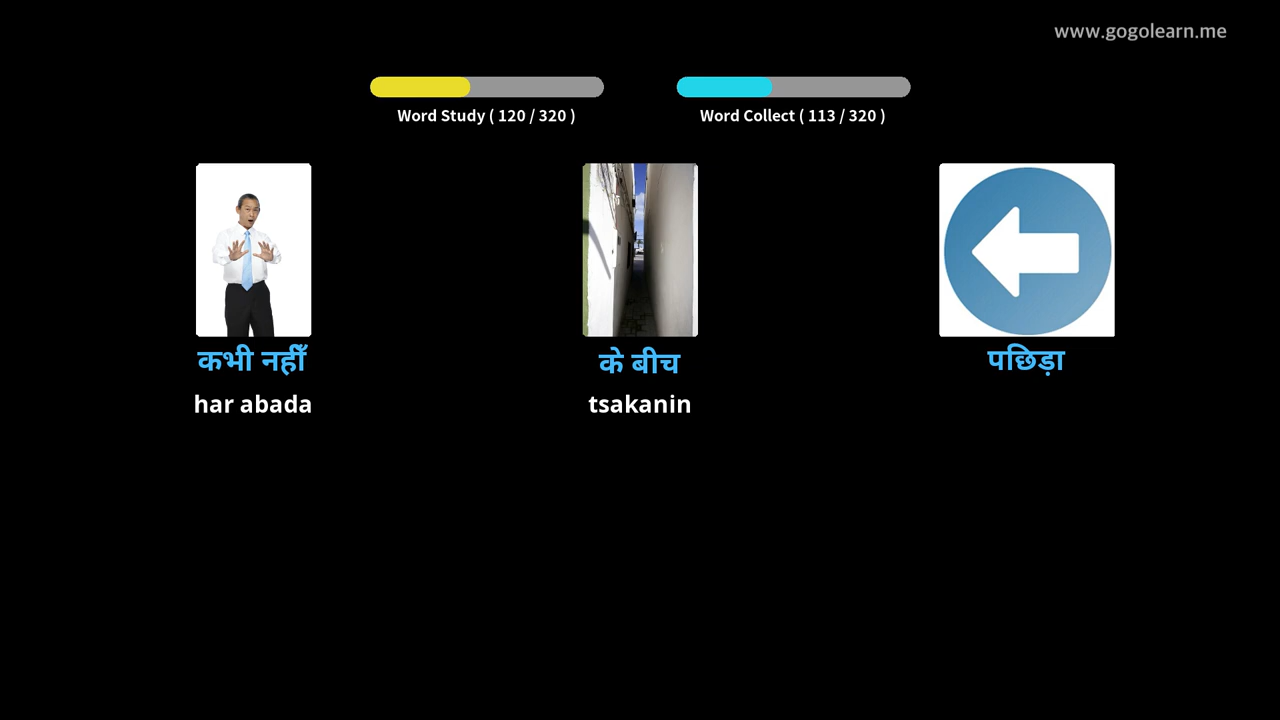 www.gogolearn.me
Word Study ( 120 / 320 )
Word Collect ( 113 / 320 )
कभी नहीँ
के बीच
पछिड़ा
har abada
tsakanin